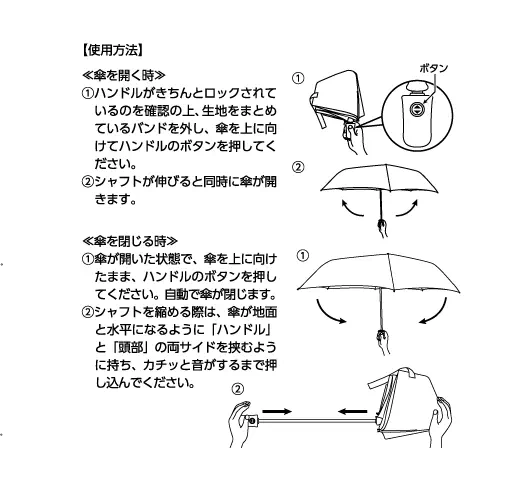 【使用方法】
≪傘を開く時≫
①ハンドルがきちんとロックされて
いるのを確認の上、生地をまとめ
ているバンドを外し、傘を上に向
けてハンドルのボタンを押してく
ださい。
②シャフトが伸びると同時に傘が開
きます。
① ボタン
②
≪傘を閉じる時≫
①傘が開いた状態で、傘を上に向け
たまま、ハンドルのボタンを押し
てください。自動で傘が閉じます。
②シャフトを縮める際は、傘が地面
と水平になるように「ハンドル」
と「頭部」の両サイドを挟むよう
に持ち、カチッと音がするまで押
し込んでください。
①
②